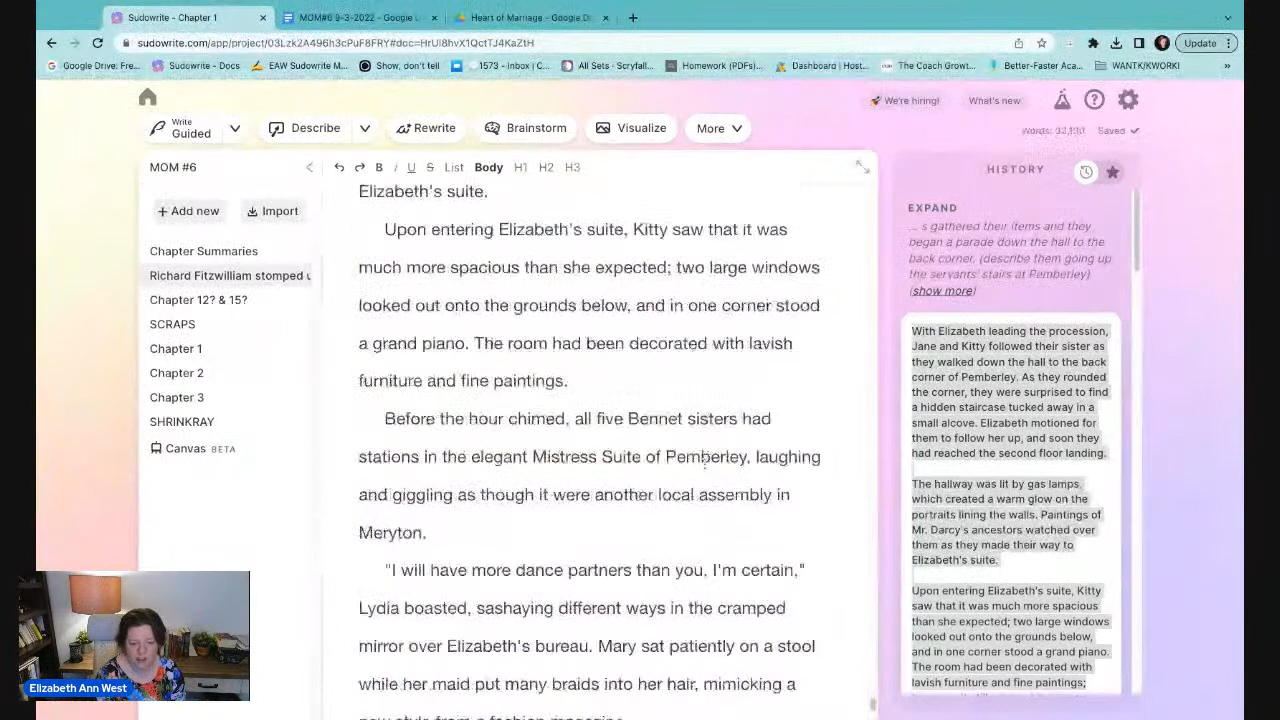 Sudowrite - Chapter 1
MOM#6 9-3-2022 - Google
Heart of Marriage - Google Dr
sudowrite.com/app/project/03Lzk2A496h3cPuF8FRY#doc=HrUl8hvX1QctTJ4KaZtH
Update
Google Drive: Fre...
Sudowrite - Docs
EAW Sudowrite M...
Show, don't tell
1573 - Inbox | C...
All Sets · Scryfall...
Homework (PDFs)...
Dashboard | Host...
The Coach Growt...
Better-Faster Aca...
WANTK/KWORKI
»
We're hiring!
What's new
Write
Guided
Describe
Rewrite
Brainstorm
Visualize
More
Words:
Saved
MOM #6
B i U S List Body H1 H2 H3
HISTORY
+ Add new
Import
Chapter Summaries
Richard Fitzwilliam stomped u
Chapter 12? & 15?
SCRAPS
Chapter 1
Chapter 2
Chapter 3
SHRINKRAY
Canvas BETA
Elizabeth's suite.
Upon entering Elizabeth's suite, Kitty saw that it was
much more spacious than she expected; two large windows
looked out onto the grounds below, and in one corner stood
a grand piano. The room had been decorated with lavish
furniture and fine paintings.
Before the hour chimed, all five Bennet sisters had
stations in the elegant Mistress Suite of Pemberley, laughing
and giggling as though it were another local assembly in
Meryton.
"I will have more dance partners than you, I'm certain,"
Lydia boasted, sashaying different ways in the cramped
mirror over Elizabeth's bureau. Mary sat patiently on a stool
while her maid put many braids into her hair, mimicking a
new style from a fashion magazine.
EXPAND
... s gathered their items and they
began a parade down the hall to the
back corner. (describe them going up
the servants' stairs at Pemberley)
(show more)
With Elizabeth leading the procession,
Jane and Kitty followed their sister as
they walked down the hall to the back
corner of Pemberley. As they rounded
the corner, they were surprised to find
a hidden staircase tucked away in a
small alcove. Elizabeth motioned for
them to follow her up, and soon they
had reached the second floor landing.
The hallway was lit by gas lamps,
which created a warm glow on the
portraits lining the walls. Paintings of
Mr. Darcy's ancestors watched over
them as they made their way to
Elizabeth's suite.
Upon entering Elizabeth's suite, Kitty
saw that it was much more spacious
than she expected; two large windows
looked out onto the grounds below,
and in one corner stood a grand piano.
The room had been decorated with
lavish furniture and fine paintings;
Elizabeth Ann West